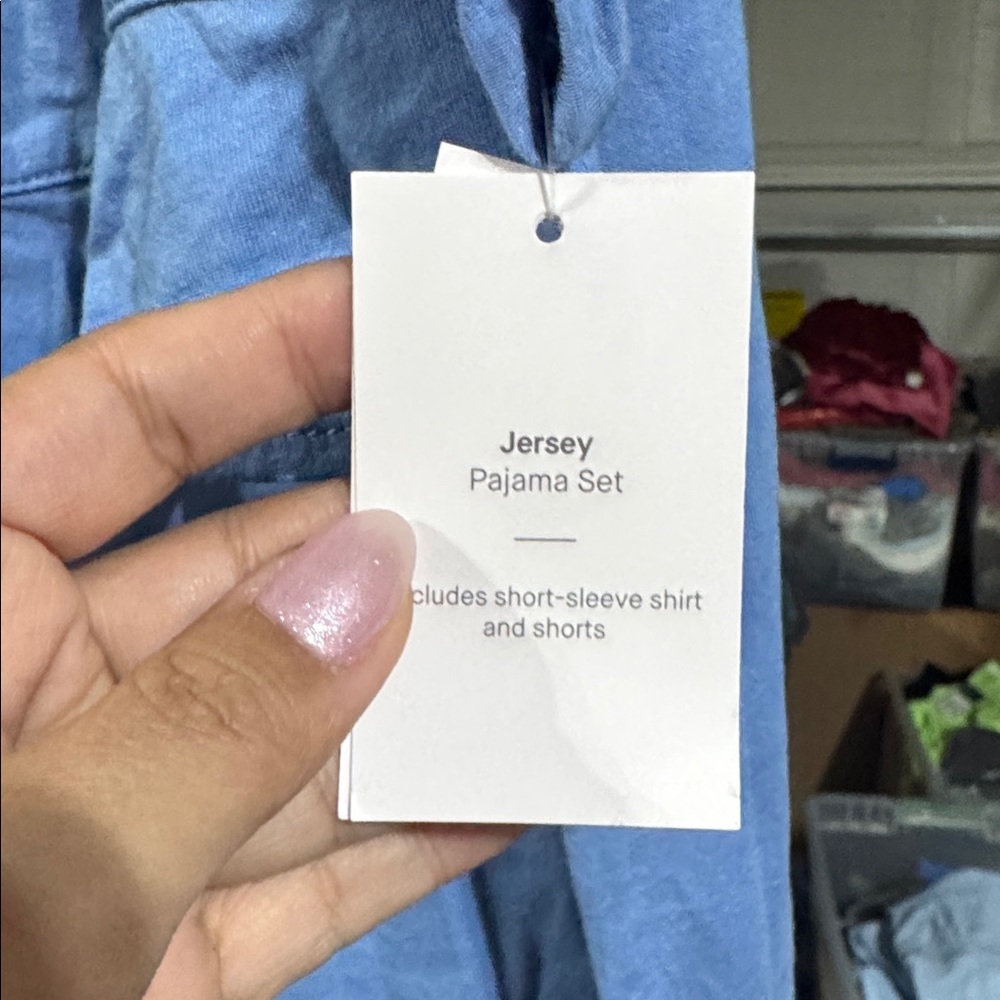 Jersey
Pajama Set
cludes short-sleeve shirt
and shorts